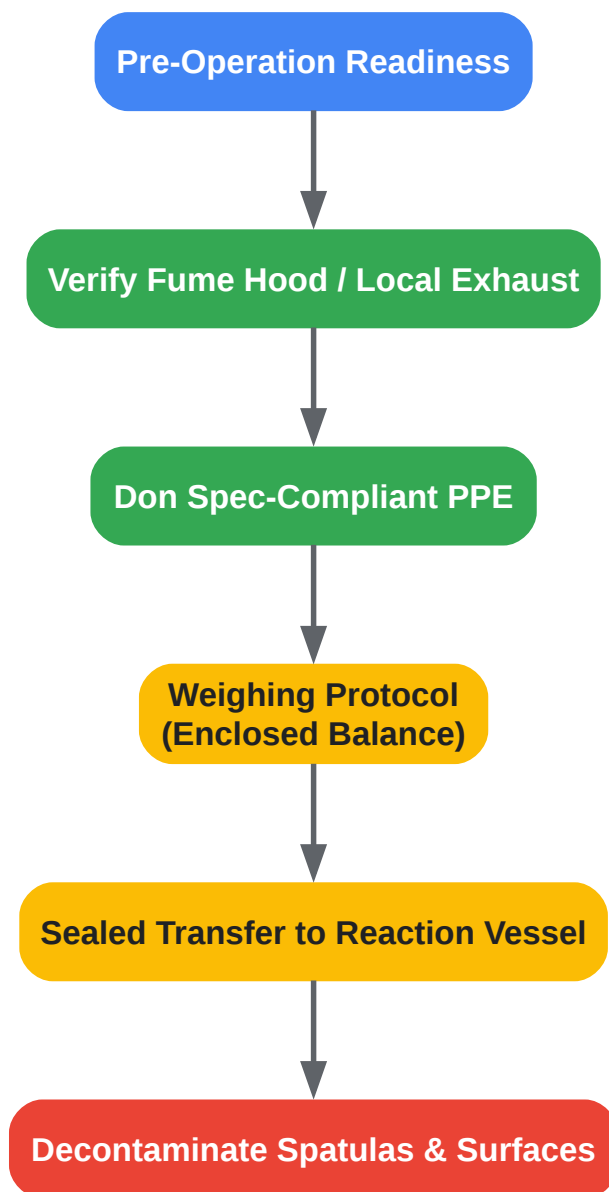 Pre-Operation Readiness
Verify Fume Hood / Local Exhaust
Don Spec-Compliant PPE
Weighing Protocol
(Enclosed Balance)
Sealed Transfer to Reaction Vessel
Decontaminate Spatulas & Surfaces